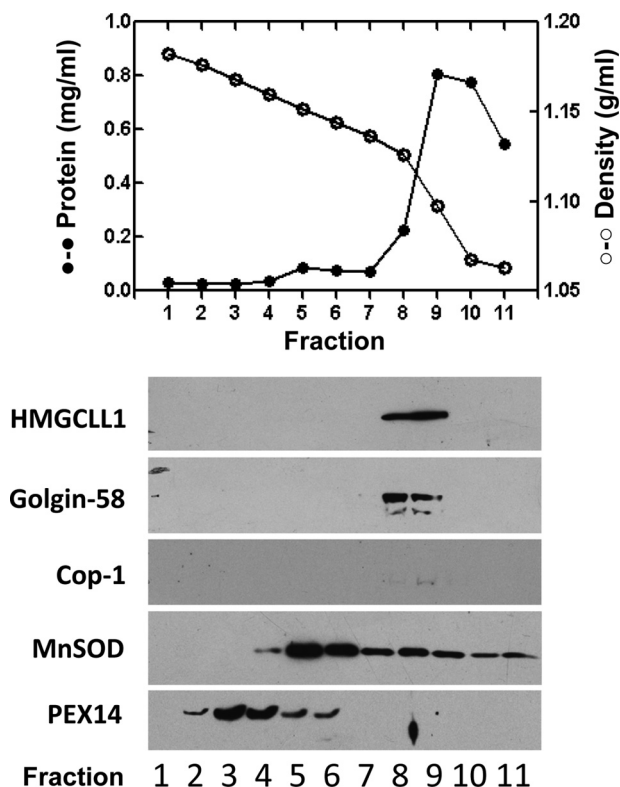 ●-● Protein (mg/ml)
1.0
0.8
0.6
0.4
0.2
0.0
1.20
1.15
1.10
1.05
○-○ Density (g/ml)
1 2 3 4 5 6 7 8 9 10 11
Fraction
HMGCLL1
Golgin-58
Cop-1
MnSOD
PEX14
Fraction 1 2 3 4 5 6 7 8 9 10 11